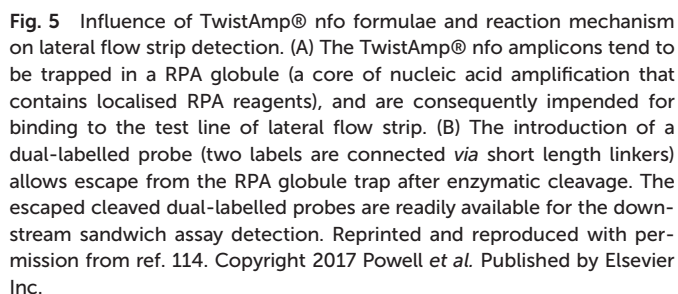 Fig. 5 Influence of TwistAmp® nfo formulae and reaction mechanism
on lateral flow strip detection. (A) The TwistAmp® nfo amplicons tend to
be trapped in a RPA globule (a core of nucleic acid amplification that
contains localised RPA reagents), and are consequently impended for
binding to the test line of lateral flow strip. (B) The introduction of a
dual-labelled probe (two labels are connected via short length linkers)
allows escape from the RPA globule trap after enzymatic cleavage. The
escaped cleaved dual-labelled probes are readily available for the down-
stream sandwich assay detection. Reprinted and reproduced with per-
mission from ref. 114. Copyright 2017 Powell et al. Published by Elsevier
Inc.